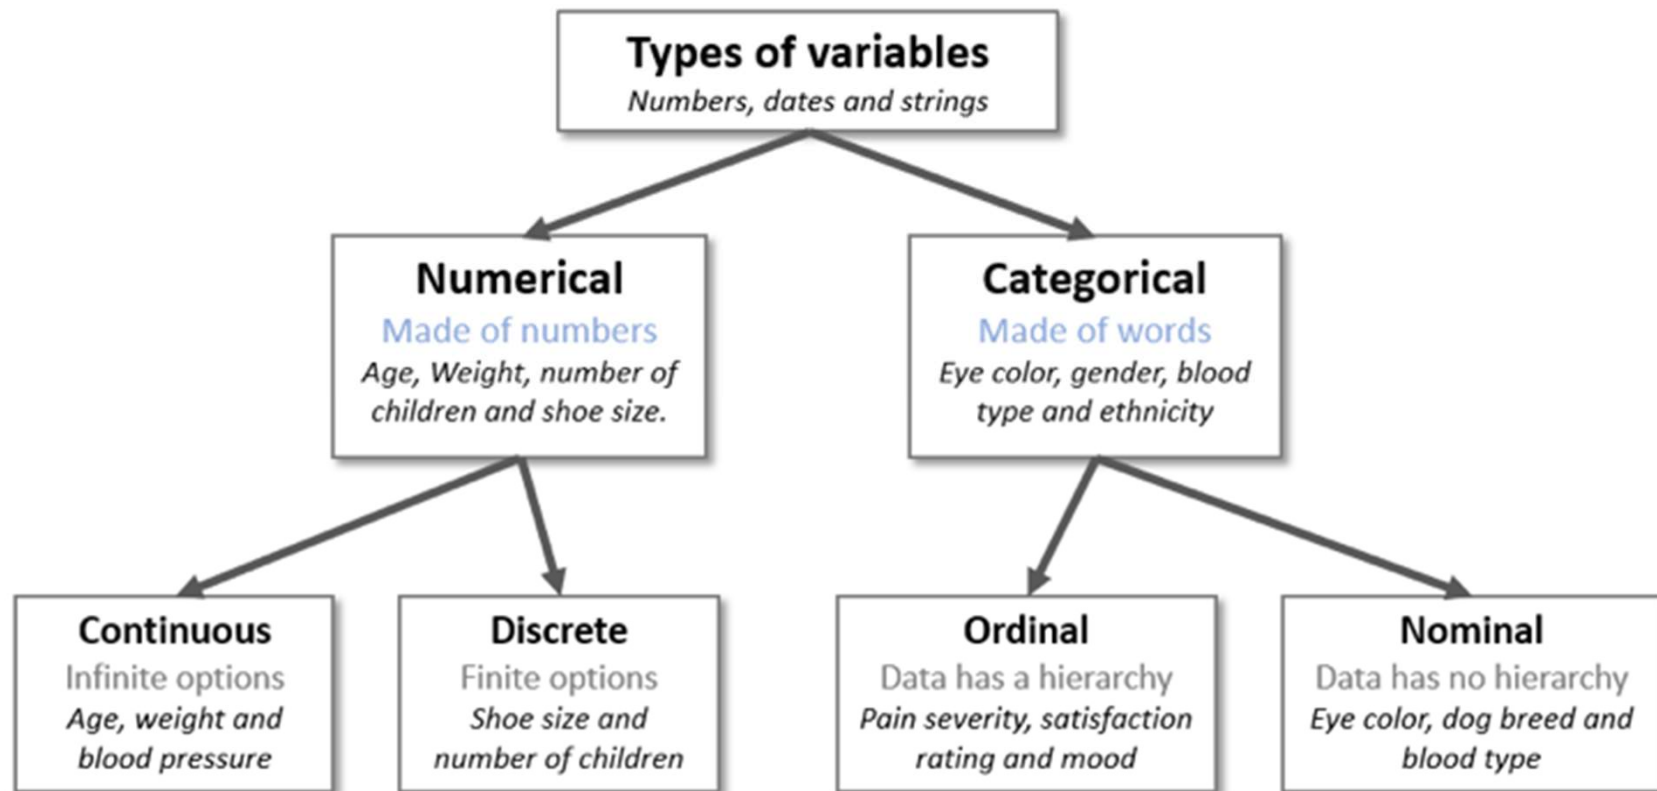 Types of variables
Numbers, dates and strings
Numerical
Made of numbers
Age, Weight, number of
children and shoe size.
Categorical
Made of words
Eye color, gender, blood
type and ethnicity
Continuous
Infinite options
Age, weight and
blood pressure
Discrete
Finite options
Shoe size and
number of children
Ordinal
Data has a hierarchy
Pain severity, satisfaction
rating and mood
Nominal
Data has no hierarchy
Eye color, dog breed and
blood type